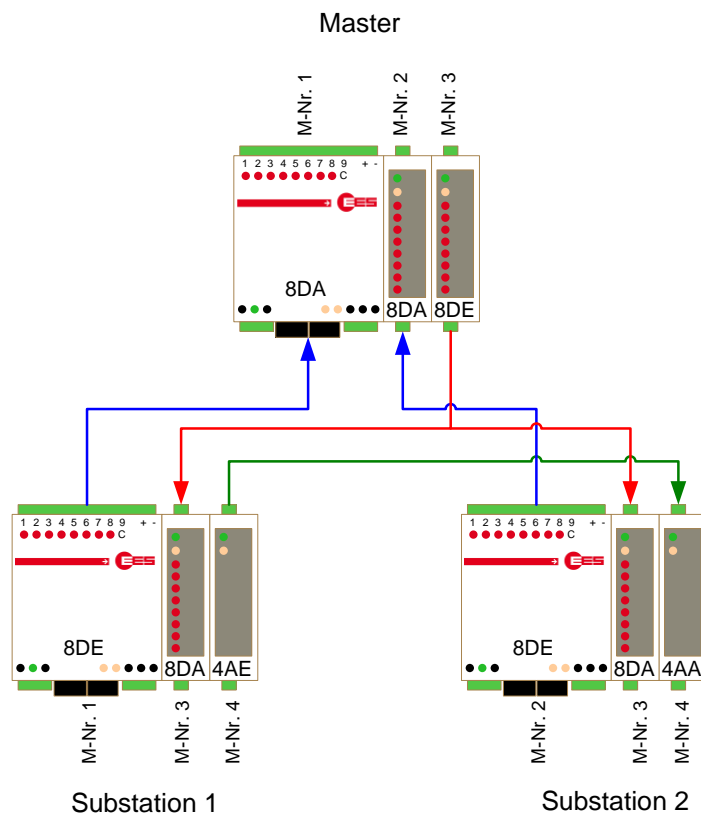 Master
M-Nr. 1
M-Nr. 2
M-Nr. 3
1 2 3 4 5 6 7 8 9 + -
C
EES
8DA
8DA
8DE
1 2 3 4 5 6 7 8 9 + -
C
EES
8DE
8DA
4AE
M-Nr. 1
M-Nr. 3
M-Nr. 4
Substation 1
1 2 3 4 5 6 7 8 9 + -
C
EES
8DE
8DA
4AA
M-Nr. 2
M-Nr. 3
M-Nr. 4
Substation 2